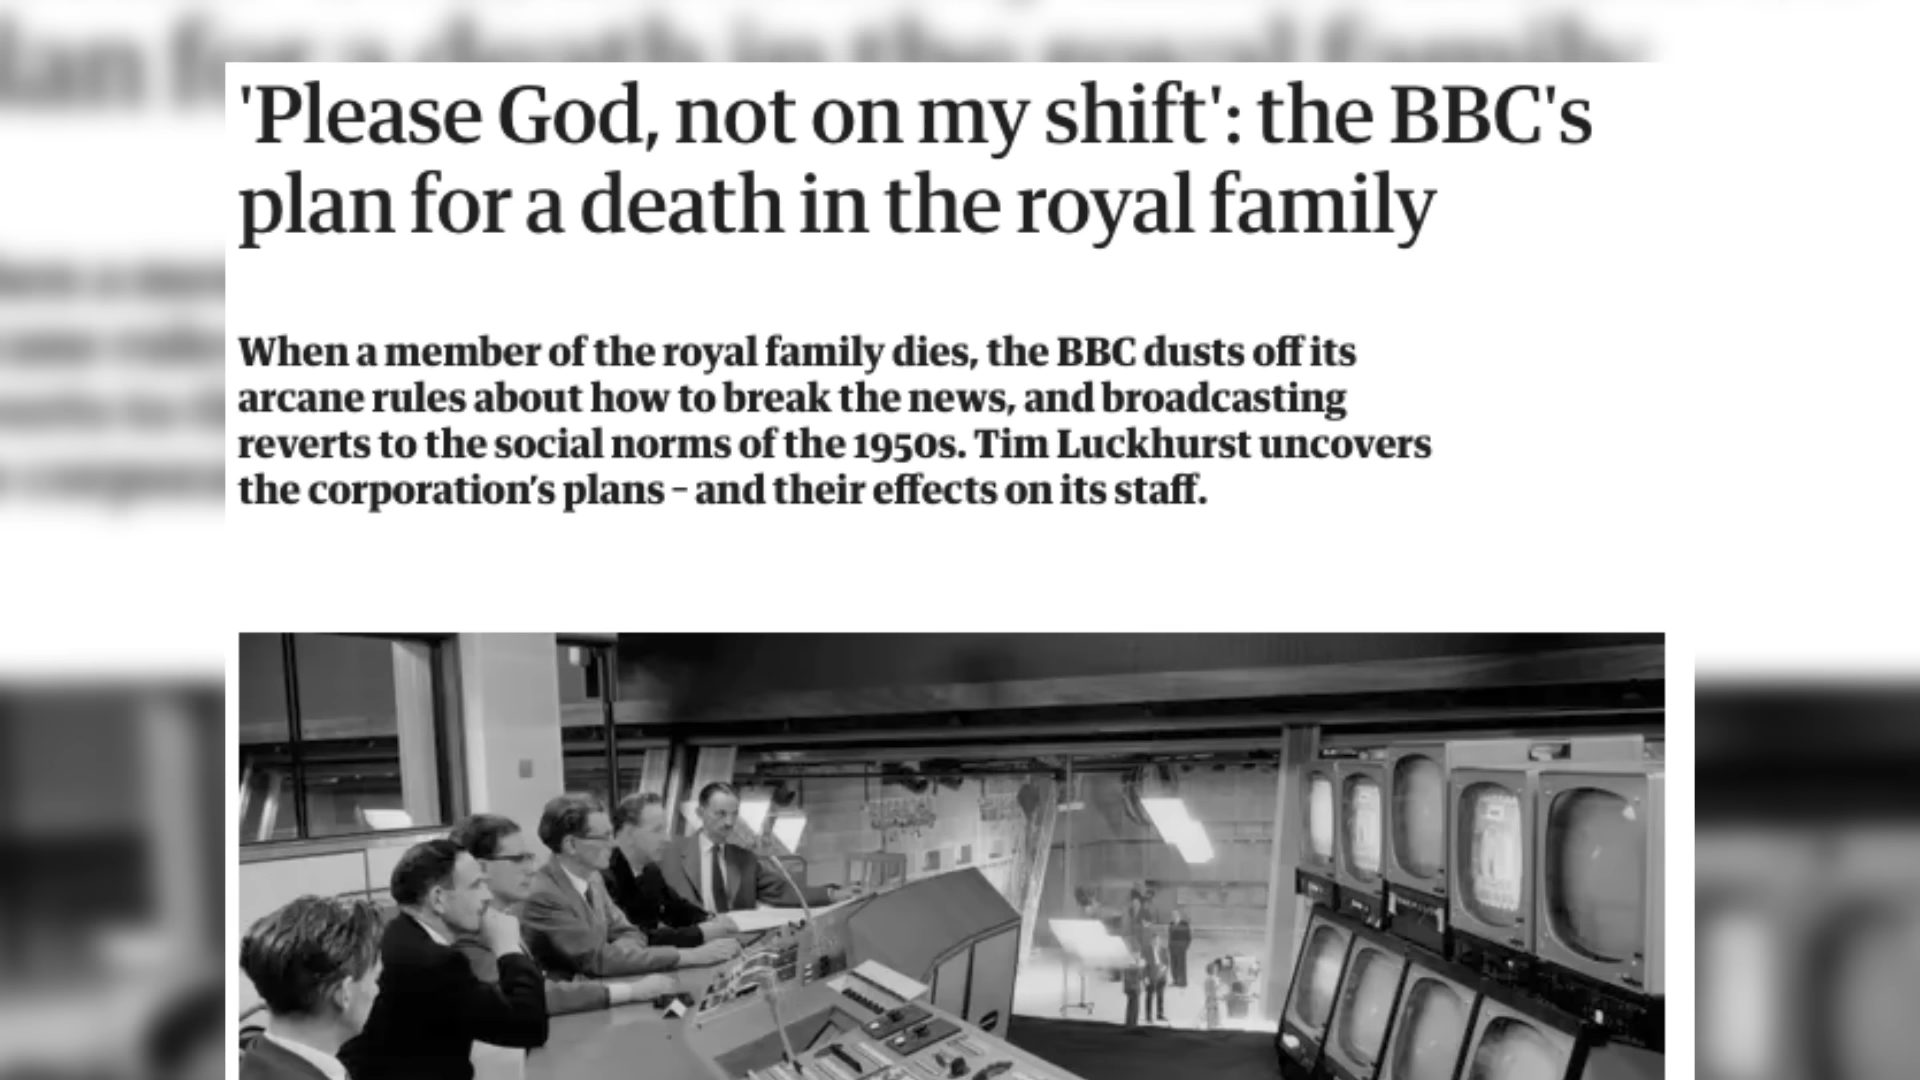 'Please God, not on my shift': the BBC's
plan for a death in the royal family
When a member of the royal family dies, the BBC dusts off its
arcane rules about how to break the news, and broadcasting
reverts to the social norms of the 1950s. Tim Luckhurst uncovers
the corporation’s plans – and their effects on its staff.